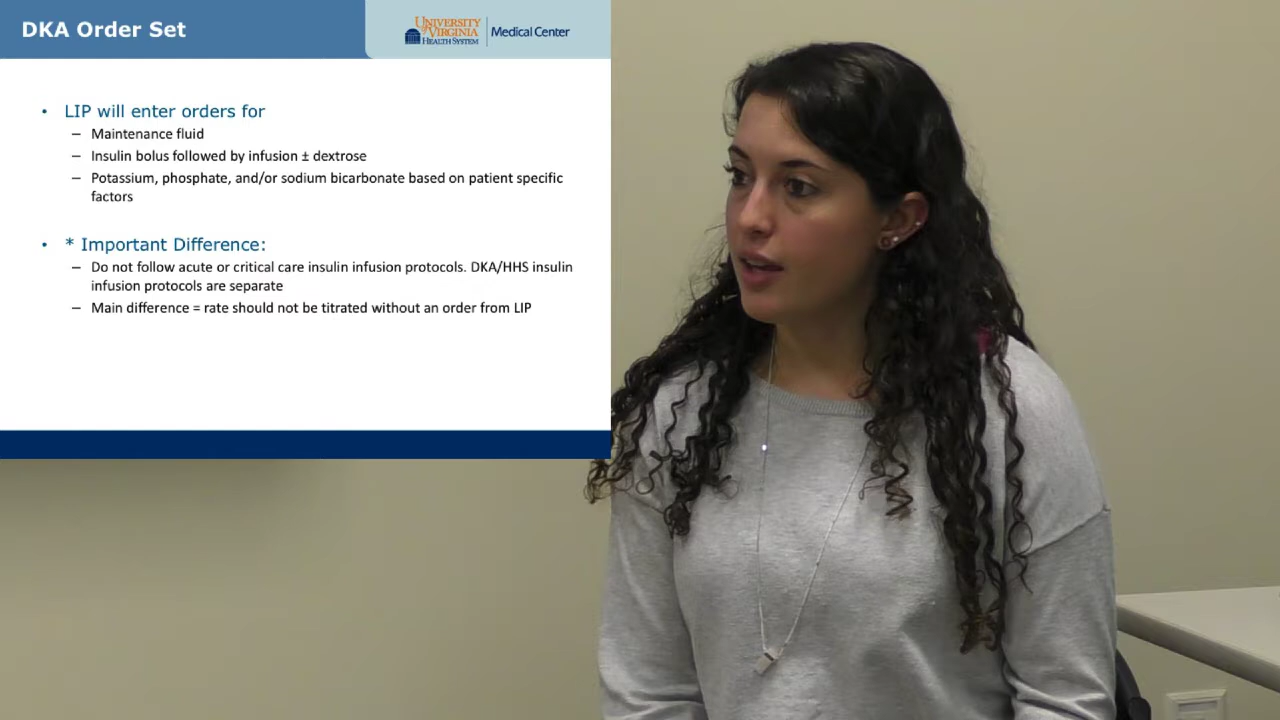 DKA Order Set
UNIVERSITY
of VIRGINIA
HEALTH SYSTEM
Medical Center
• LIP will enter orders for
– Maintenance fluid
– Insulin bolus followed by infusion ± dextrose
– Potassium, phosphate, and/or sodium bicarbonate based on patient specific
factors
• * Important Difference:
– Do not follow acute or critical care insulin infusion protocols. DKA/HHS insulin
infusion protocols are separate
– Main difference = rate should not be titrated without an order from LIP